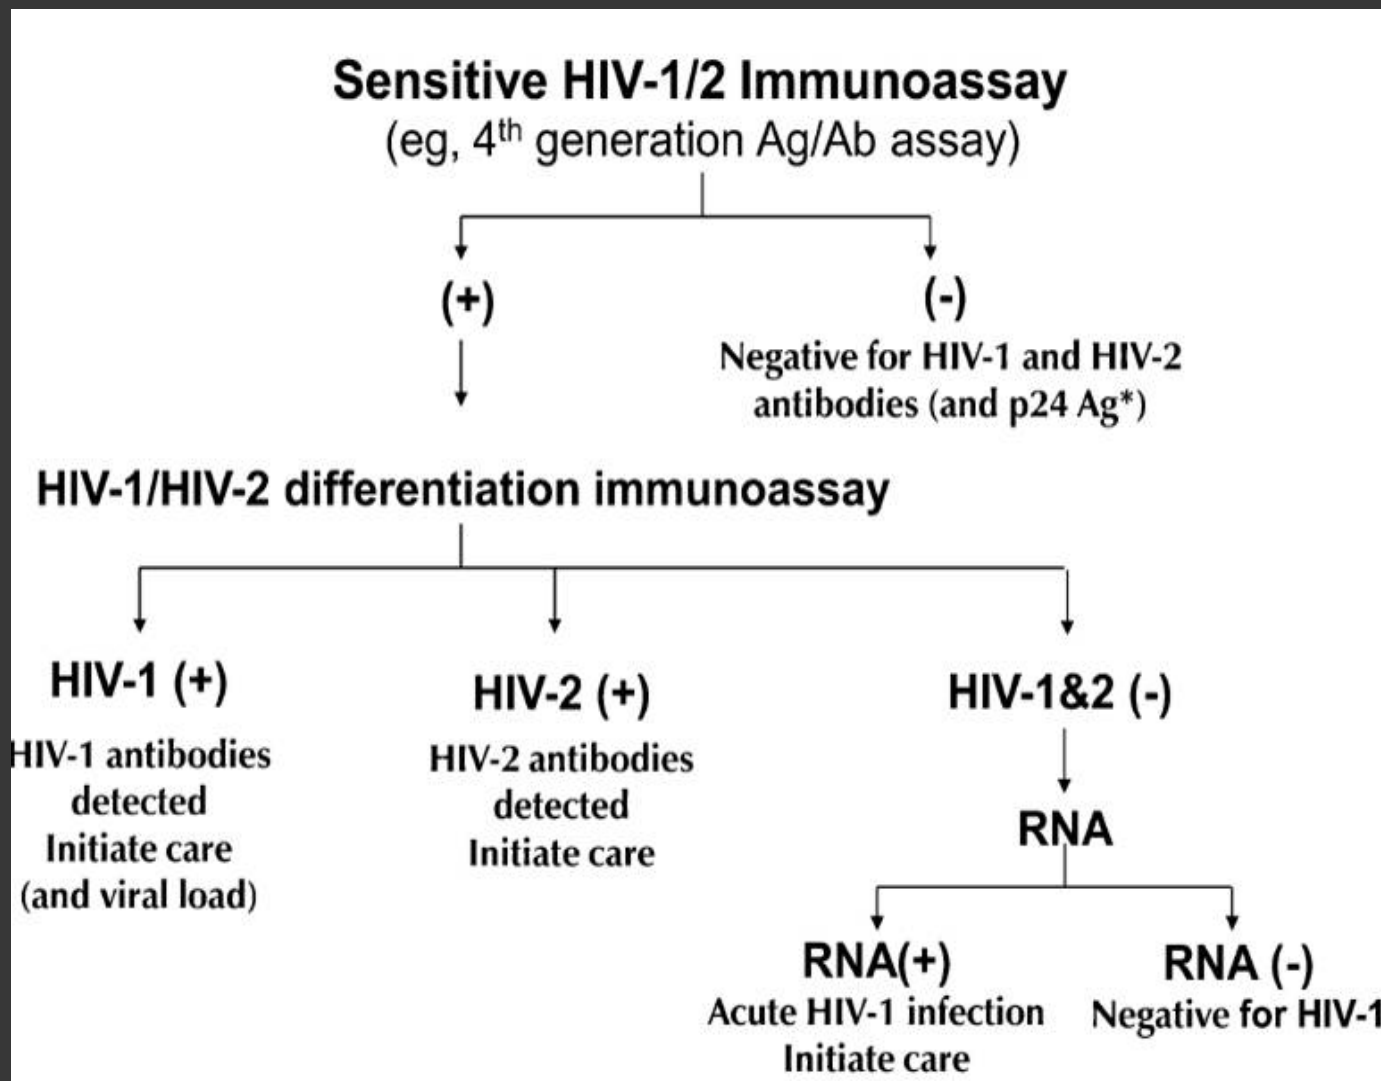 Sensitive HIV-1/2 Immunoassay
(eg, 4th generation Ag/Ab assay)
(+)
(-)
Negative for HIV-1 and HIV-2
antibodies (and p24 Ag*)
HIV-1/HIV-2 differentiation immunoassay
HIV-1 (+)
HIV-1 antibodies
detected
Initiate care
(and viral load)
HIV-2 (+)
HIV-2 antibodies
detected
Initiate care
HIV-1&2 (-)
RNA
RNA(+)
Acute HIV-1 infection
Initiate care
RNA (-)
Negative for HIV-1